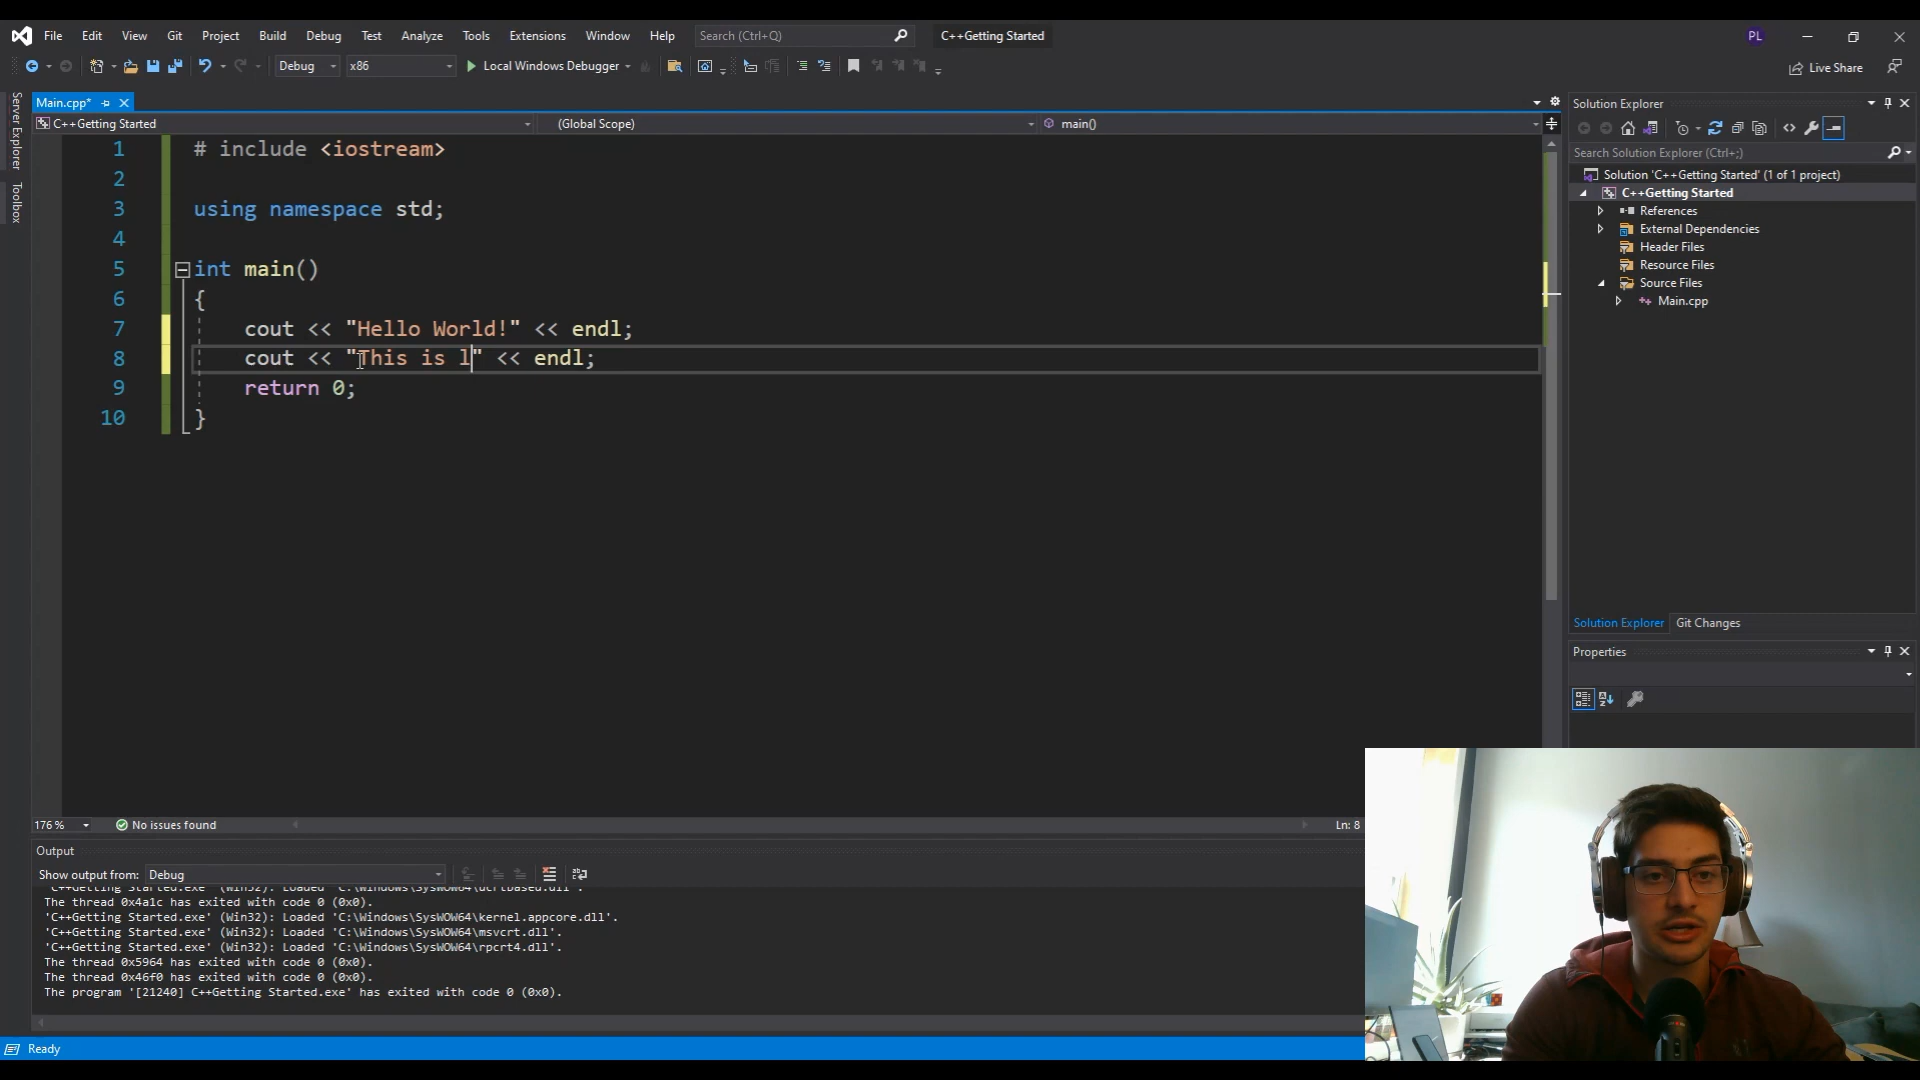 File Edit View Git Project Build Debug Test Analyze Tools Extensions Window Help Search (Ctrl+Q) C++Getting Started PL
Debug x86 Local Windows Debugger Live Share
Server Explorer
Toolbox
Main.cpp*
C++Getting Started (Global Scope) main()
1 # include <iostream>
2
3 using namespace std;
4
5 int main()
6 {
7 cout << "Hello World!" << endl;
8 cout << "This is l" << endl;
9 return 0;
10 }
176 % No issues found Ln: 8
Output
Show output from: Debug
'C++Getting Started.exe' (Win32): Loaded 'C:\Windows\SysWOW64\ucrtbased.dll'.
The thread 0x4a1c has exited with code 0 (0x0).
'C++Getting Started.exe' (Win32): Loaded 'C:\Windows\SysWOW64\kernel.appcore.dll'.
'C++Getting Started.exe' (Win32): Loaded 'C:\Windows\SysWOW64\msvcrt.dll'.
'C++Getting Started.exe' (Win32): Loaded 'C:\Windows\SysWOW64\rpcrt4.dll'.
The thread 0x5964 has exited with code 0 (0x0).
The thread 0x46f0 has exited with code 0 (0x0).
The program '[21240] C++Getting Started.exe' has exited with code 0 (0x0).
Ready
Solution Explorer
Search Solution Explorer (Ctrl+;)
Solution 'C++Getting Started' (1 of 1 project)
C++Getting Started
References
External Dependencies
Header Files
Resource Files
Source Files
Main.cpp
Solution Explorer Git Changes
Properties